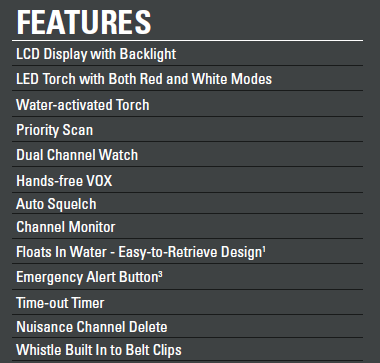 FEATURES
LCD Display with Backlight
LED Torch with Both Red and White Modes
Water-activated Torch
Priority Scan
Dual Channel Watch
Hands-free VOX
Auto Squelch
Channel Monitor
Floats In Water - Easy-to-Retrieve Design¹
Emergency Alert Button³
Time-out Timer
Nuisance Channel Delete
Whistle Built In to Belt Clips